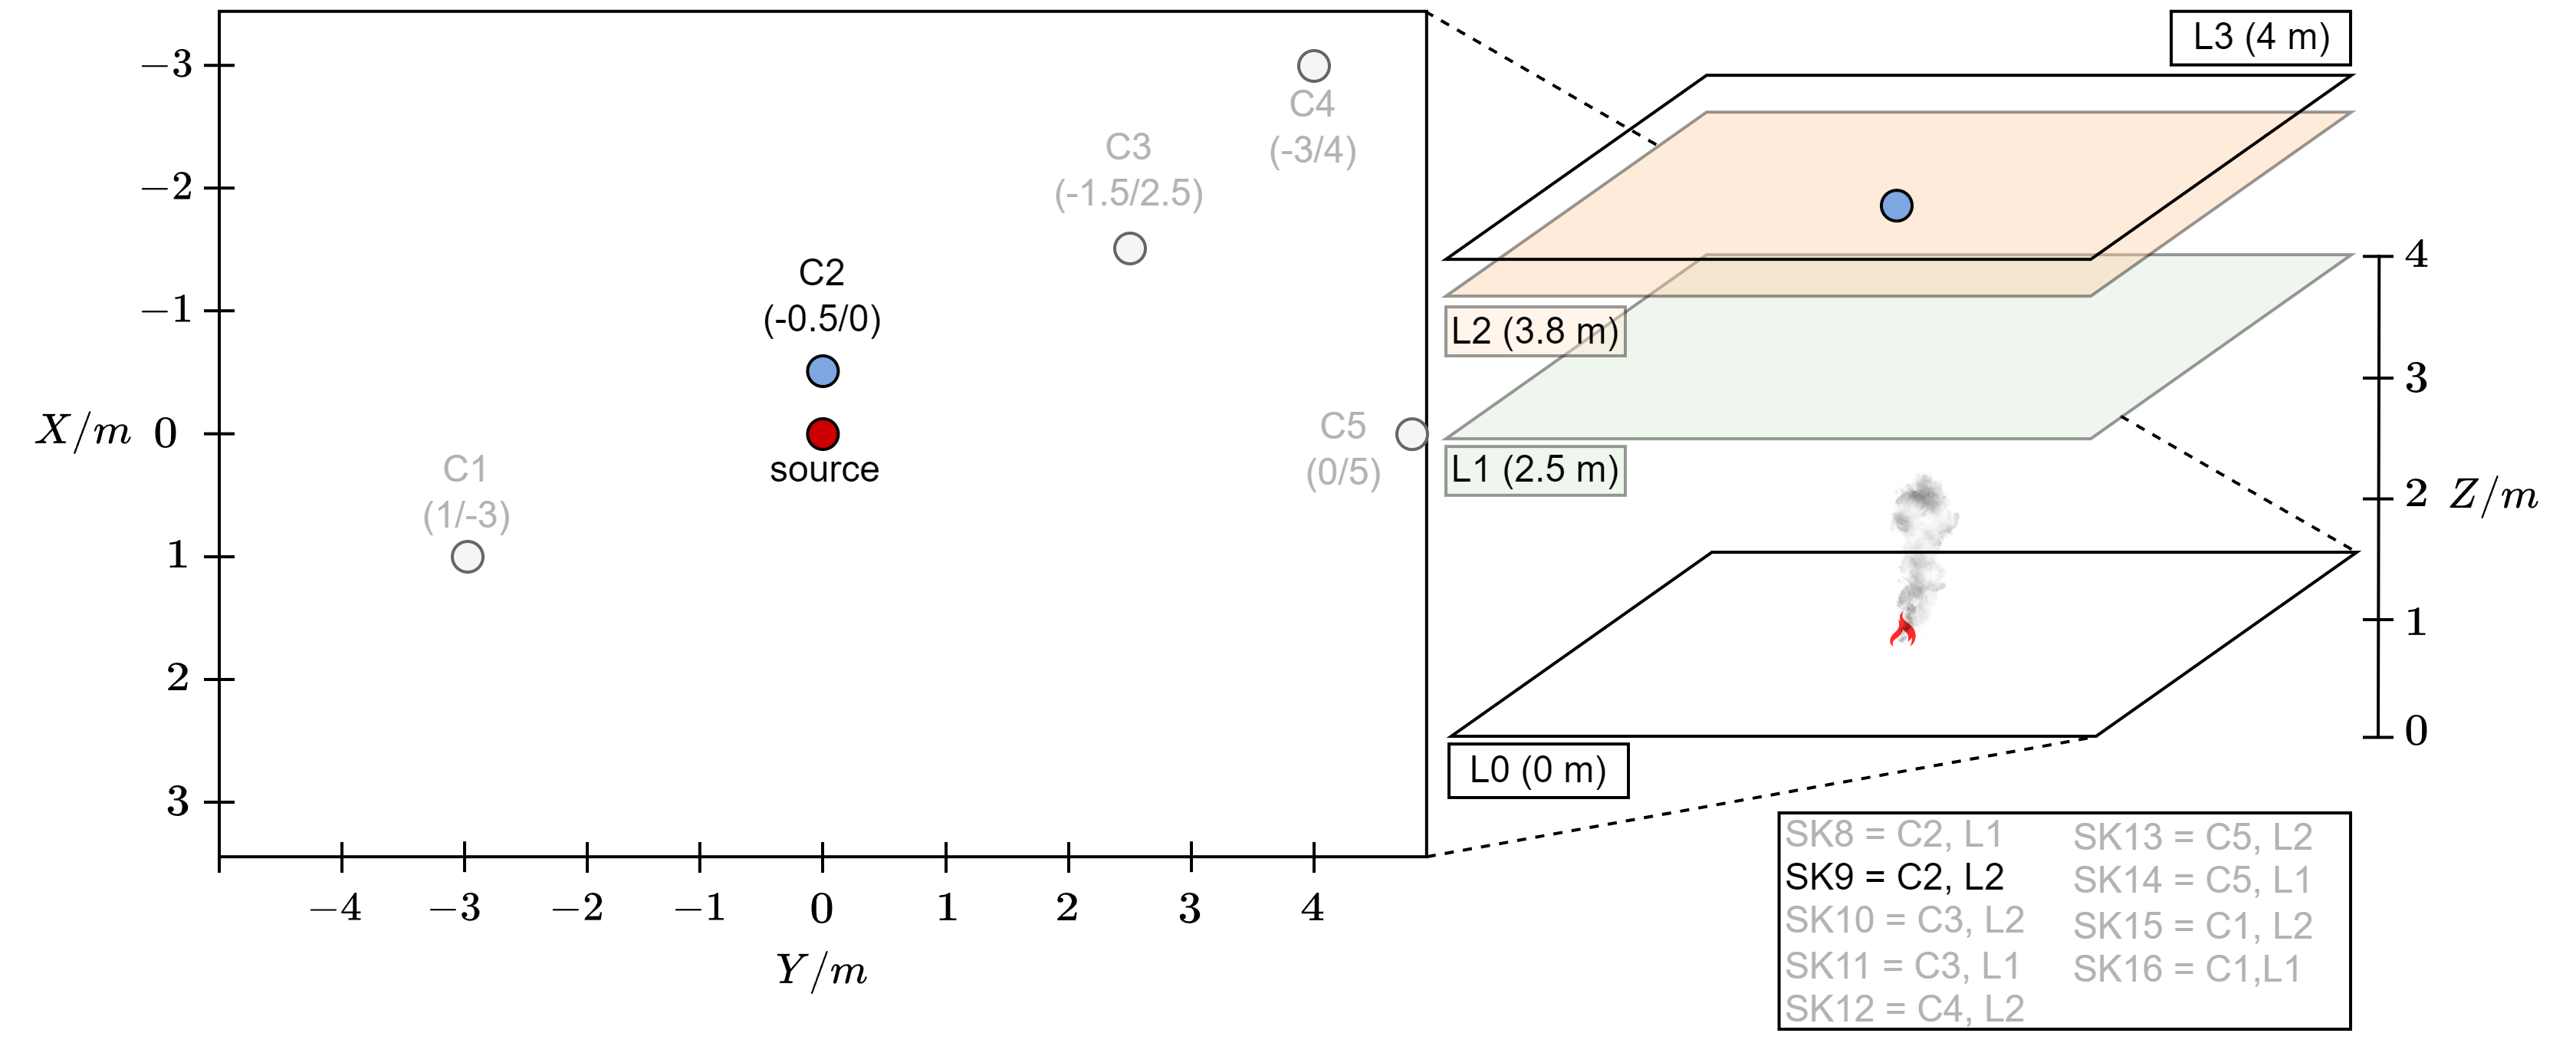 L3 (4 m)
−3
C4
(-3/4)
C3
(-1.5/2.5)
−2
C2
(-0.5/0)
−1
4
L2 (3.8 m)
3
X/m 0
source
C5
(0/5)
L1 (2.5 m)
C1
(1/-3)
2 Z/m
1
1
2
0
L0 (0 m)
3
−4 −3 −2 −1 0 1 2 3 4
Y/m
SK8 = C2, L1
SK9 = C2, L2
SK10 = C3, L2
SK11 = C3, L1
SK12 = C4, L2
SK13 = C5, L2
SK14 = C5, L1
SK15 = C1, L2
SK16 = C1,L1